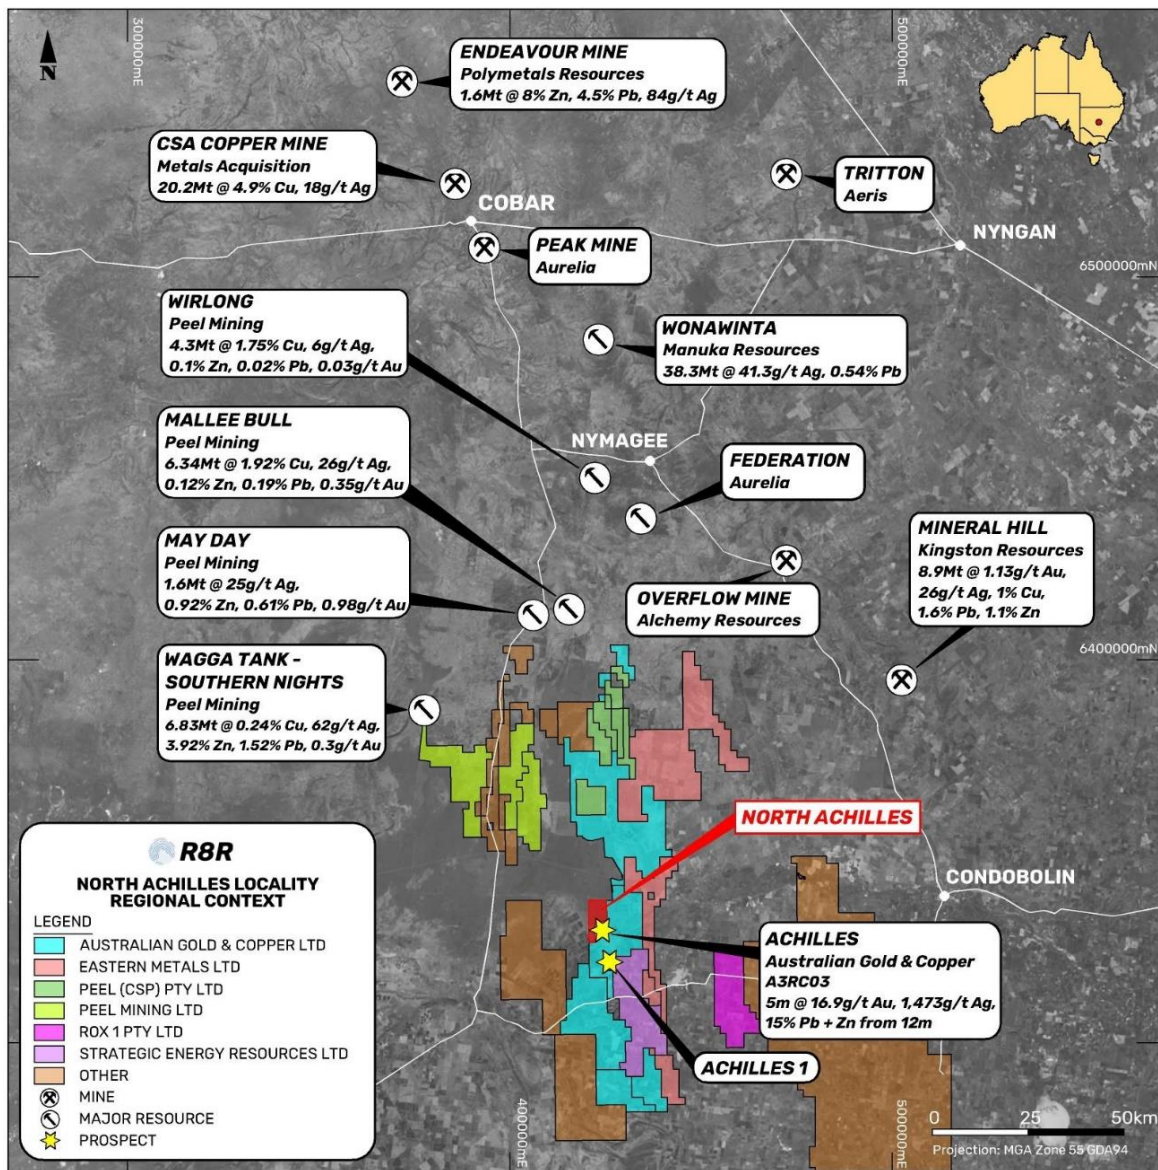 300000mE
500000mE
N
ENDEAVOUR MINE
Polymetals Resources
1.6Mt @ 8% Zn, 4.5% Pb, 84g/t Ag
CSA COPPER MINE
Metals Acquisition
20.2Mt @ 4.9% Cu, 18g/t Ag
TRITTON
Aeris
COBAR
NYNGAN
PEAK MINE
Aurelia
6500000mN
WIRLONG
Peel Mining
4.3Mt @ 1.75% Cu, 6g/t Ag,
0.1% Zn, 0.02% Pb, 0.03g/t Au
WONAWINTA
Manuka Resources
38.3Mt @ 41.3g/t Ag, 0.54% Pb
MALLEE BULL
Peel Mining
6.34Mt @ 1.92% Cu, 26g/t Ag,
0.12% Zn, 0.19% Pb, 0.35g/t Au
NYMAGEE
FEDERATION
Aurelia
MAY DAY
Peel Mining
1.6Mt @ 25g/t Ag,
0.92% Zn, 0.61% Pb, 0.98g/t Au
MINERAL HILL
Kingston Resources
8.9Mt @ 1.13g/t Au,
26g/t Ag, 1% Cu,
1.6% Pb, 1.1% Zn
OVERFLOW MINE
Alchemy Resources
WAGGA TANK -
SOUTHERN NIGHTS
Peel Mining
6.83Mt @ 0.24% Cu, 62g/t Ag,
3.92% Zn, 1.52% Pb, 0.3g/t Au
6400000mN
NORTH ACHILLES
CONDOBOLIN
ACHILLES
Australian Gold & Copper
A3RC03
5m @ 16.9g/t Au, 1,473g/t Ag,
15% Pb + Zn from 12m
ACHILLES 1
R8R
NORTH ACHILLES LOCALITY
REGIONAL CONTEXT
LEGEND
AUSTRALIAN GOLD & COPPER LTD
EASTERN METALS LTD
PEEL (CSP) PTY LTD
PEEL MINING LTD
ROX 1 PTY LTD
STRATEGIC ENERGY RESOURCES LTD
OTHER
MINE
MAJOR RESOURCE
PROSPECT
400000mE
500000mE
0 25 50km
Projection: MGA Zone 55 GDA94